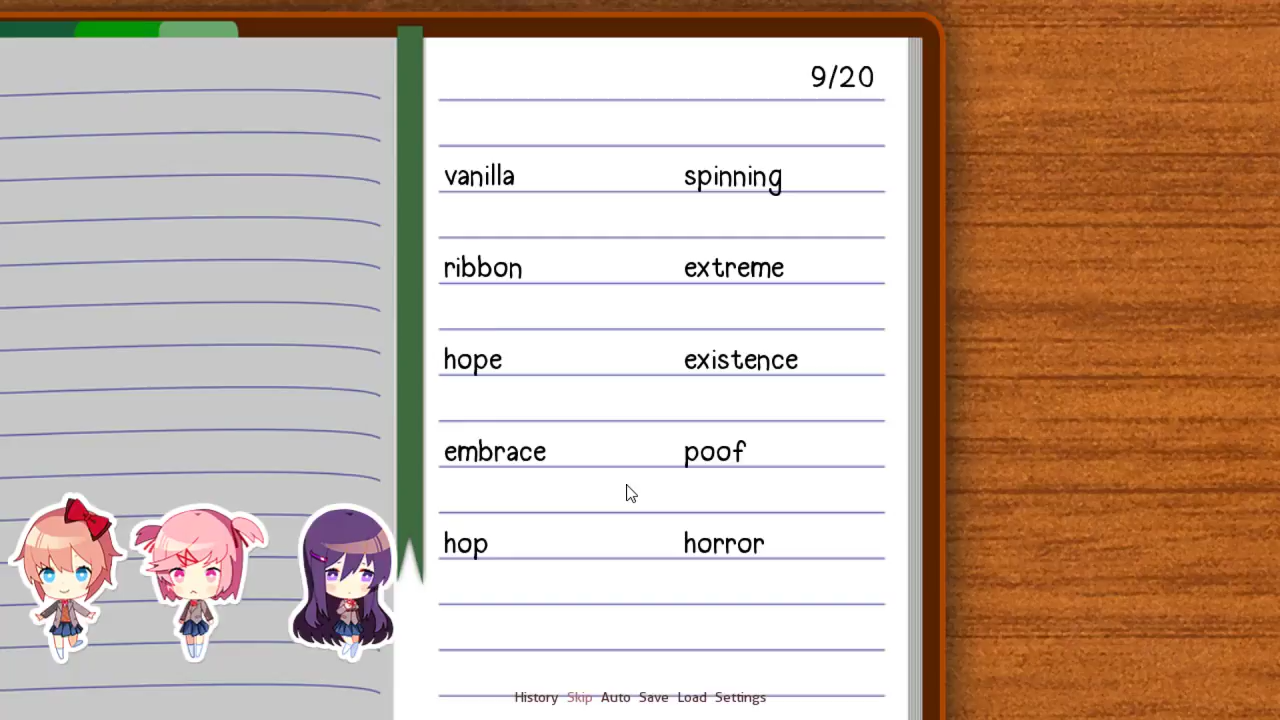 9/20
vanilla spinning
ribbon extreme
hope existence
embrace poof
hop horror
History Skip Auto Save Load Settings